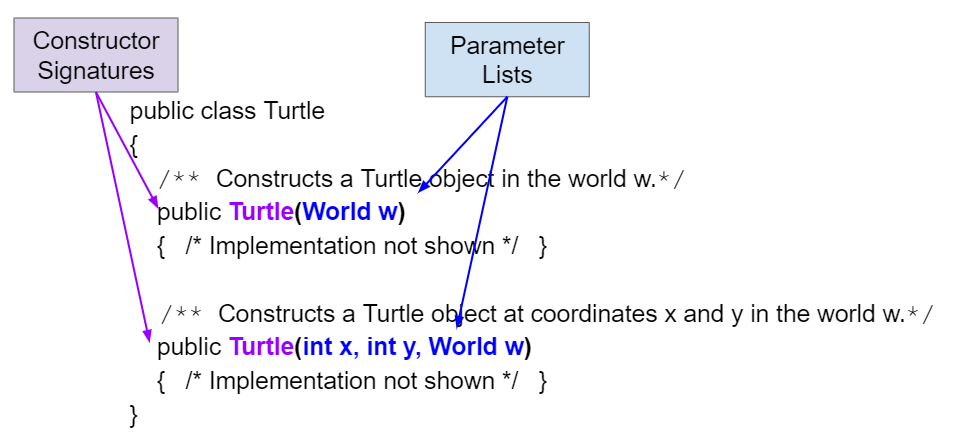 Constructor
Signatures
Parameter
Lists
public class Turtle
{
/** Constructs a Turtle object in the world w.*/
public Turtle(World w)
{ /* Implementation not shown */ }
/** Constructs a Turtle object at coordinates x and y in the world w.*/
public Turtle(int x, int y, World w)
{ /* Implementation not shown */ }
}